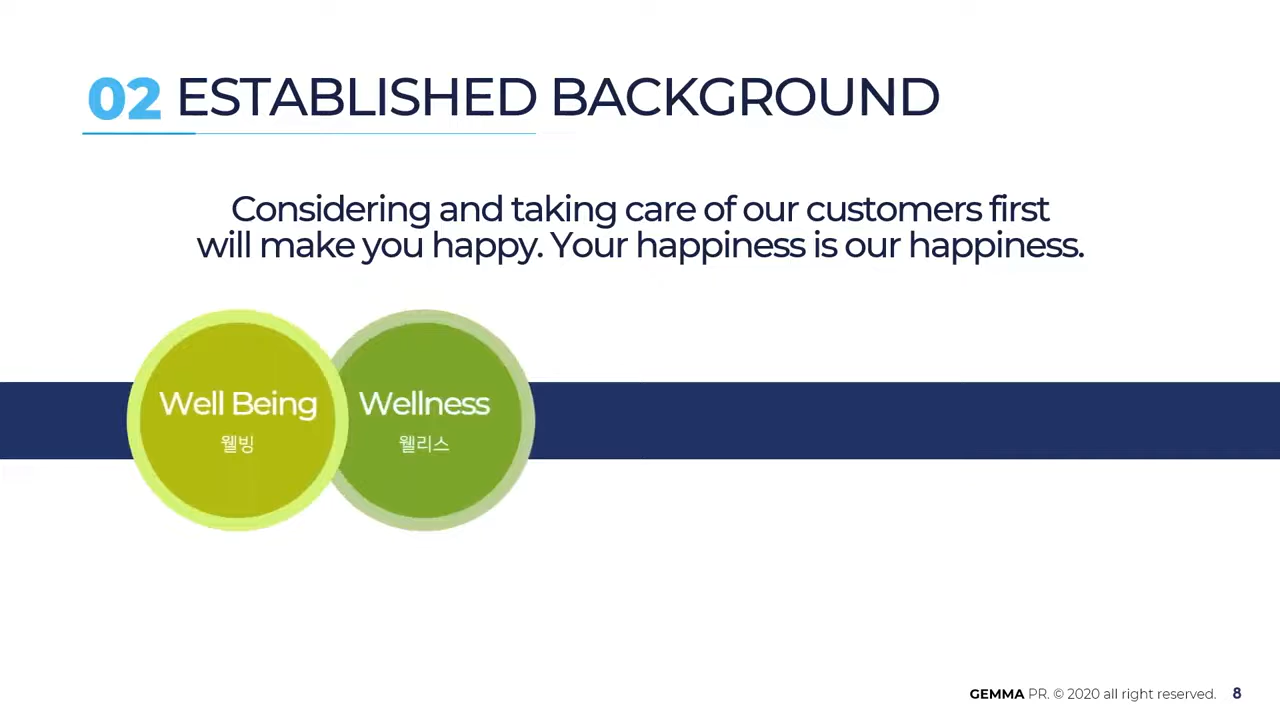 02 ESTABLISHED BACKGROUND
Considering and taking care of our customers first
will make you happy. Your happiness is our happiness.
Well Being
웰빙
Wellness
웰리스
GEMMA PR. © 2020 all right reserved. 8